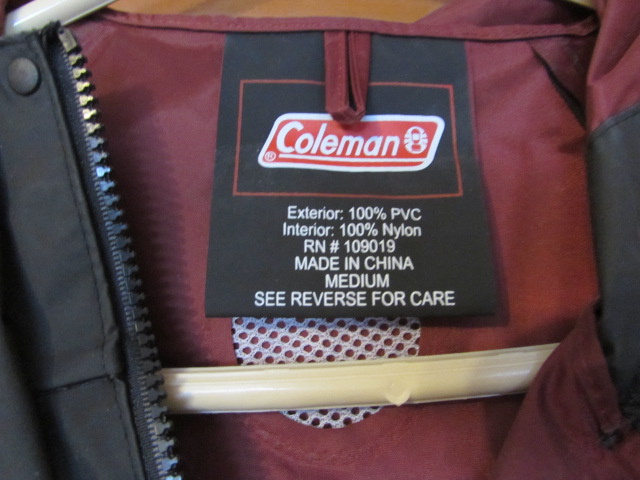 Coleman
®
Exterior: 100% PVC
Interior: 100% Nylon
RN # 109019
MADE IN CHINA
MEDIUM
SEE REVERSE FOR CARE